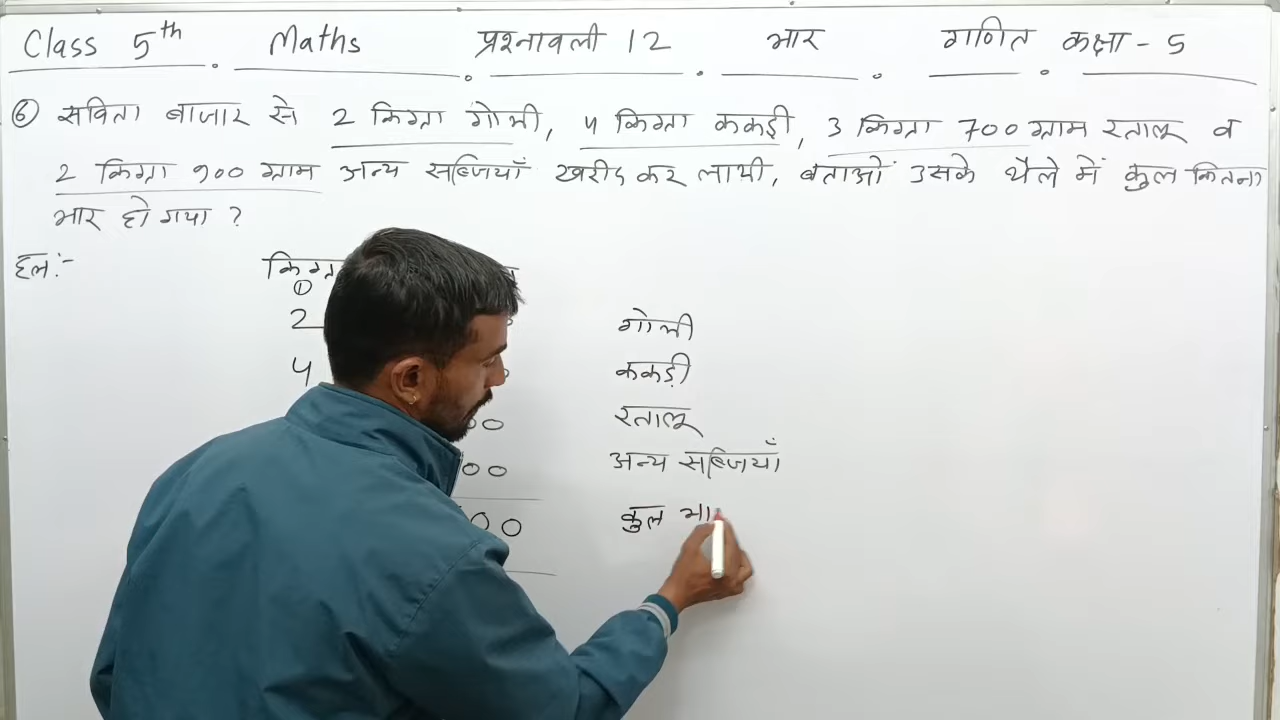 Class 5th Maths प्रश्नावली 12 भार गणित कक्षा - 5
⑥ सविता बाजार से 2 किग्रा गोभी, 4 किग्रा ककड़ी, 3 किग्रा 700 ग्राम रतालू व
2 किग्रा 900 ग्राम अन्य सब्जियाँ खरीद कर लायी, बताओं उसके थैले में कुल कितना
भार हो गया ?
हल:-
किग्रा
①
2 गोभी
4 ककड़ी
00 रतालू
00 अन्य सब्जियाँ
00 कुल भा